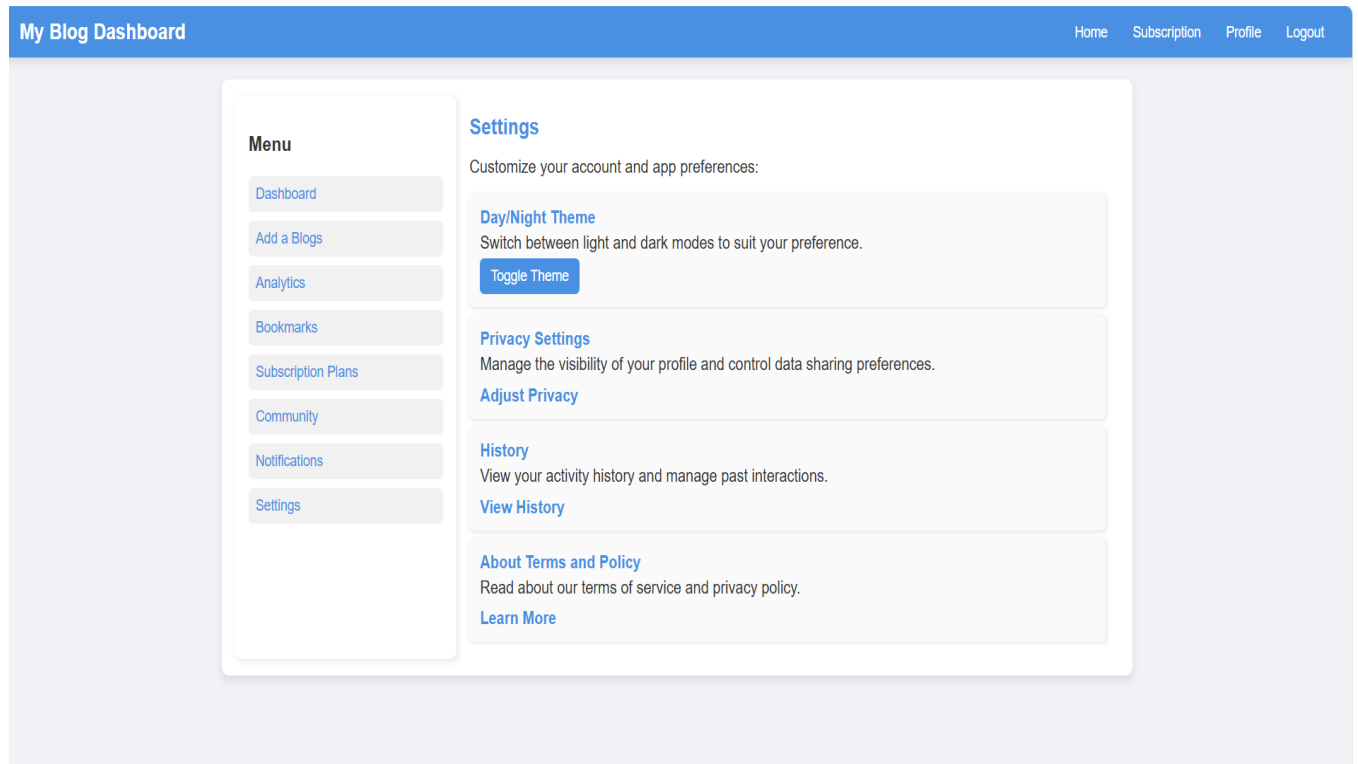 My Blog Dashboard
Home Subscription Profile Logout
Menu
Dashboard
Add a Blogs
Analytics
Bookmarks
Subscription Plans
Community
Notifications
Settings
Settings
Customize your account and app preferences:
Day/Night Theme
Switch between light and dark modes to suit your preference.
Toggle Theme
Privacy Settings
Manage the visibility of your profile and control data sharing preferences.
Adjust Privacy
History
View your activity history and manage past interactions.
View History
About Terms and Policy
Read about our terms of service and privacy policy.
Learn More